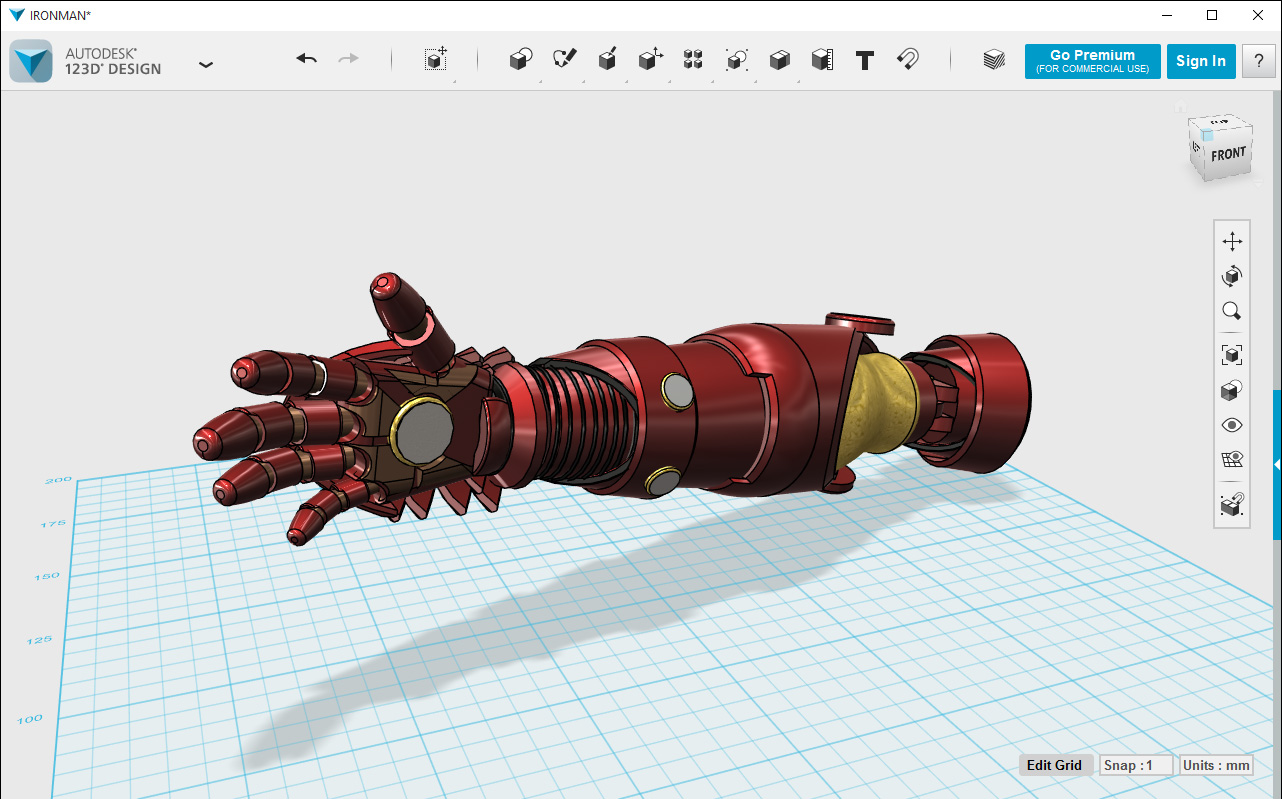 IRONMAN*
AUTODESK®
123D® DESIGN
Go Premium
(FOR COMMERCIAL USE)
Sign In
?
FRONT
200
175
150
125
100
Edit Grid
Snap : 1
Units : mm